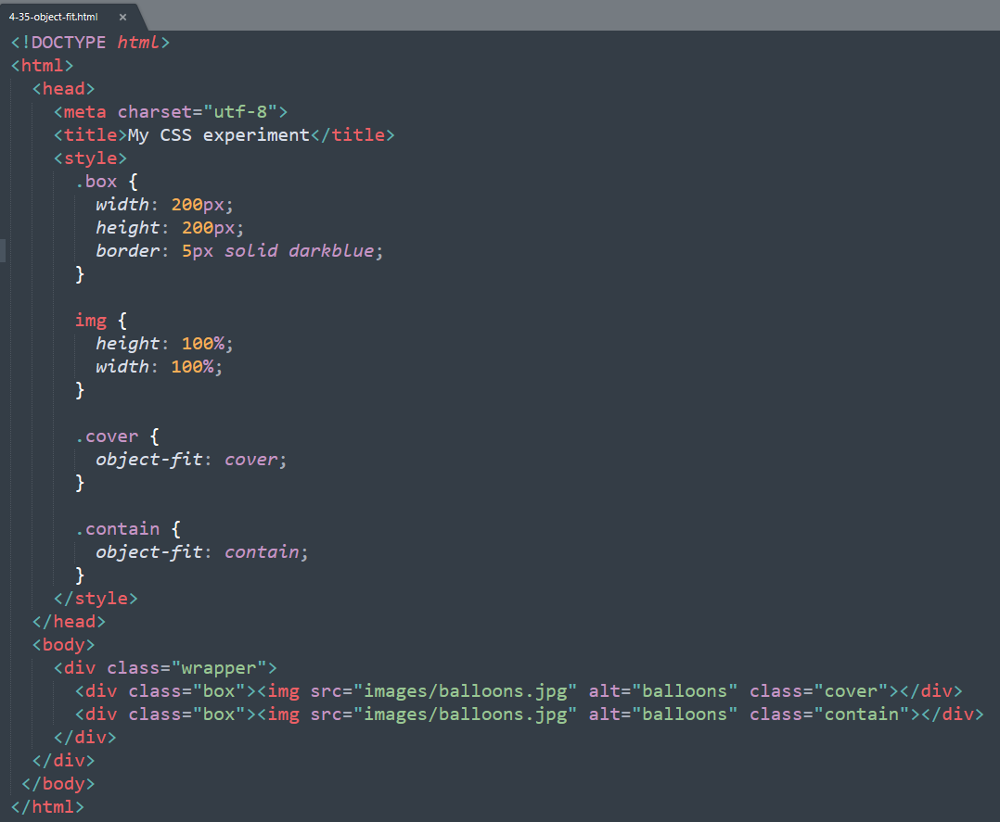 4-35-object-fit.html ×
<!DOCTYPE html>
<html>
  <head>
    <meta charset="utf-8">
    <title>My CSS experiment</title>
    <style>
      .box {
        width: 200px;
        height: 200px;
        border: 5px solid darkblue;
      }

      img {
        height: 100%;
        width: 100%;
      }

      .cover {
        object-fit: cover;
      }

      .contain {
        object-fit: contain;
      }
    </style>
  </head>
  <body>
    <div class="wrapper">
      <div class="box"><img src="images/balloons.jpg" alt="balloons" class="cover"></div>
      <div class="box"><img src="images/balloons.jpg" alt="balloons" class="contain"></div>
    </div>
  </div>
 </body>
</html>